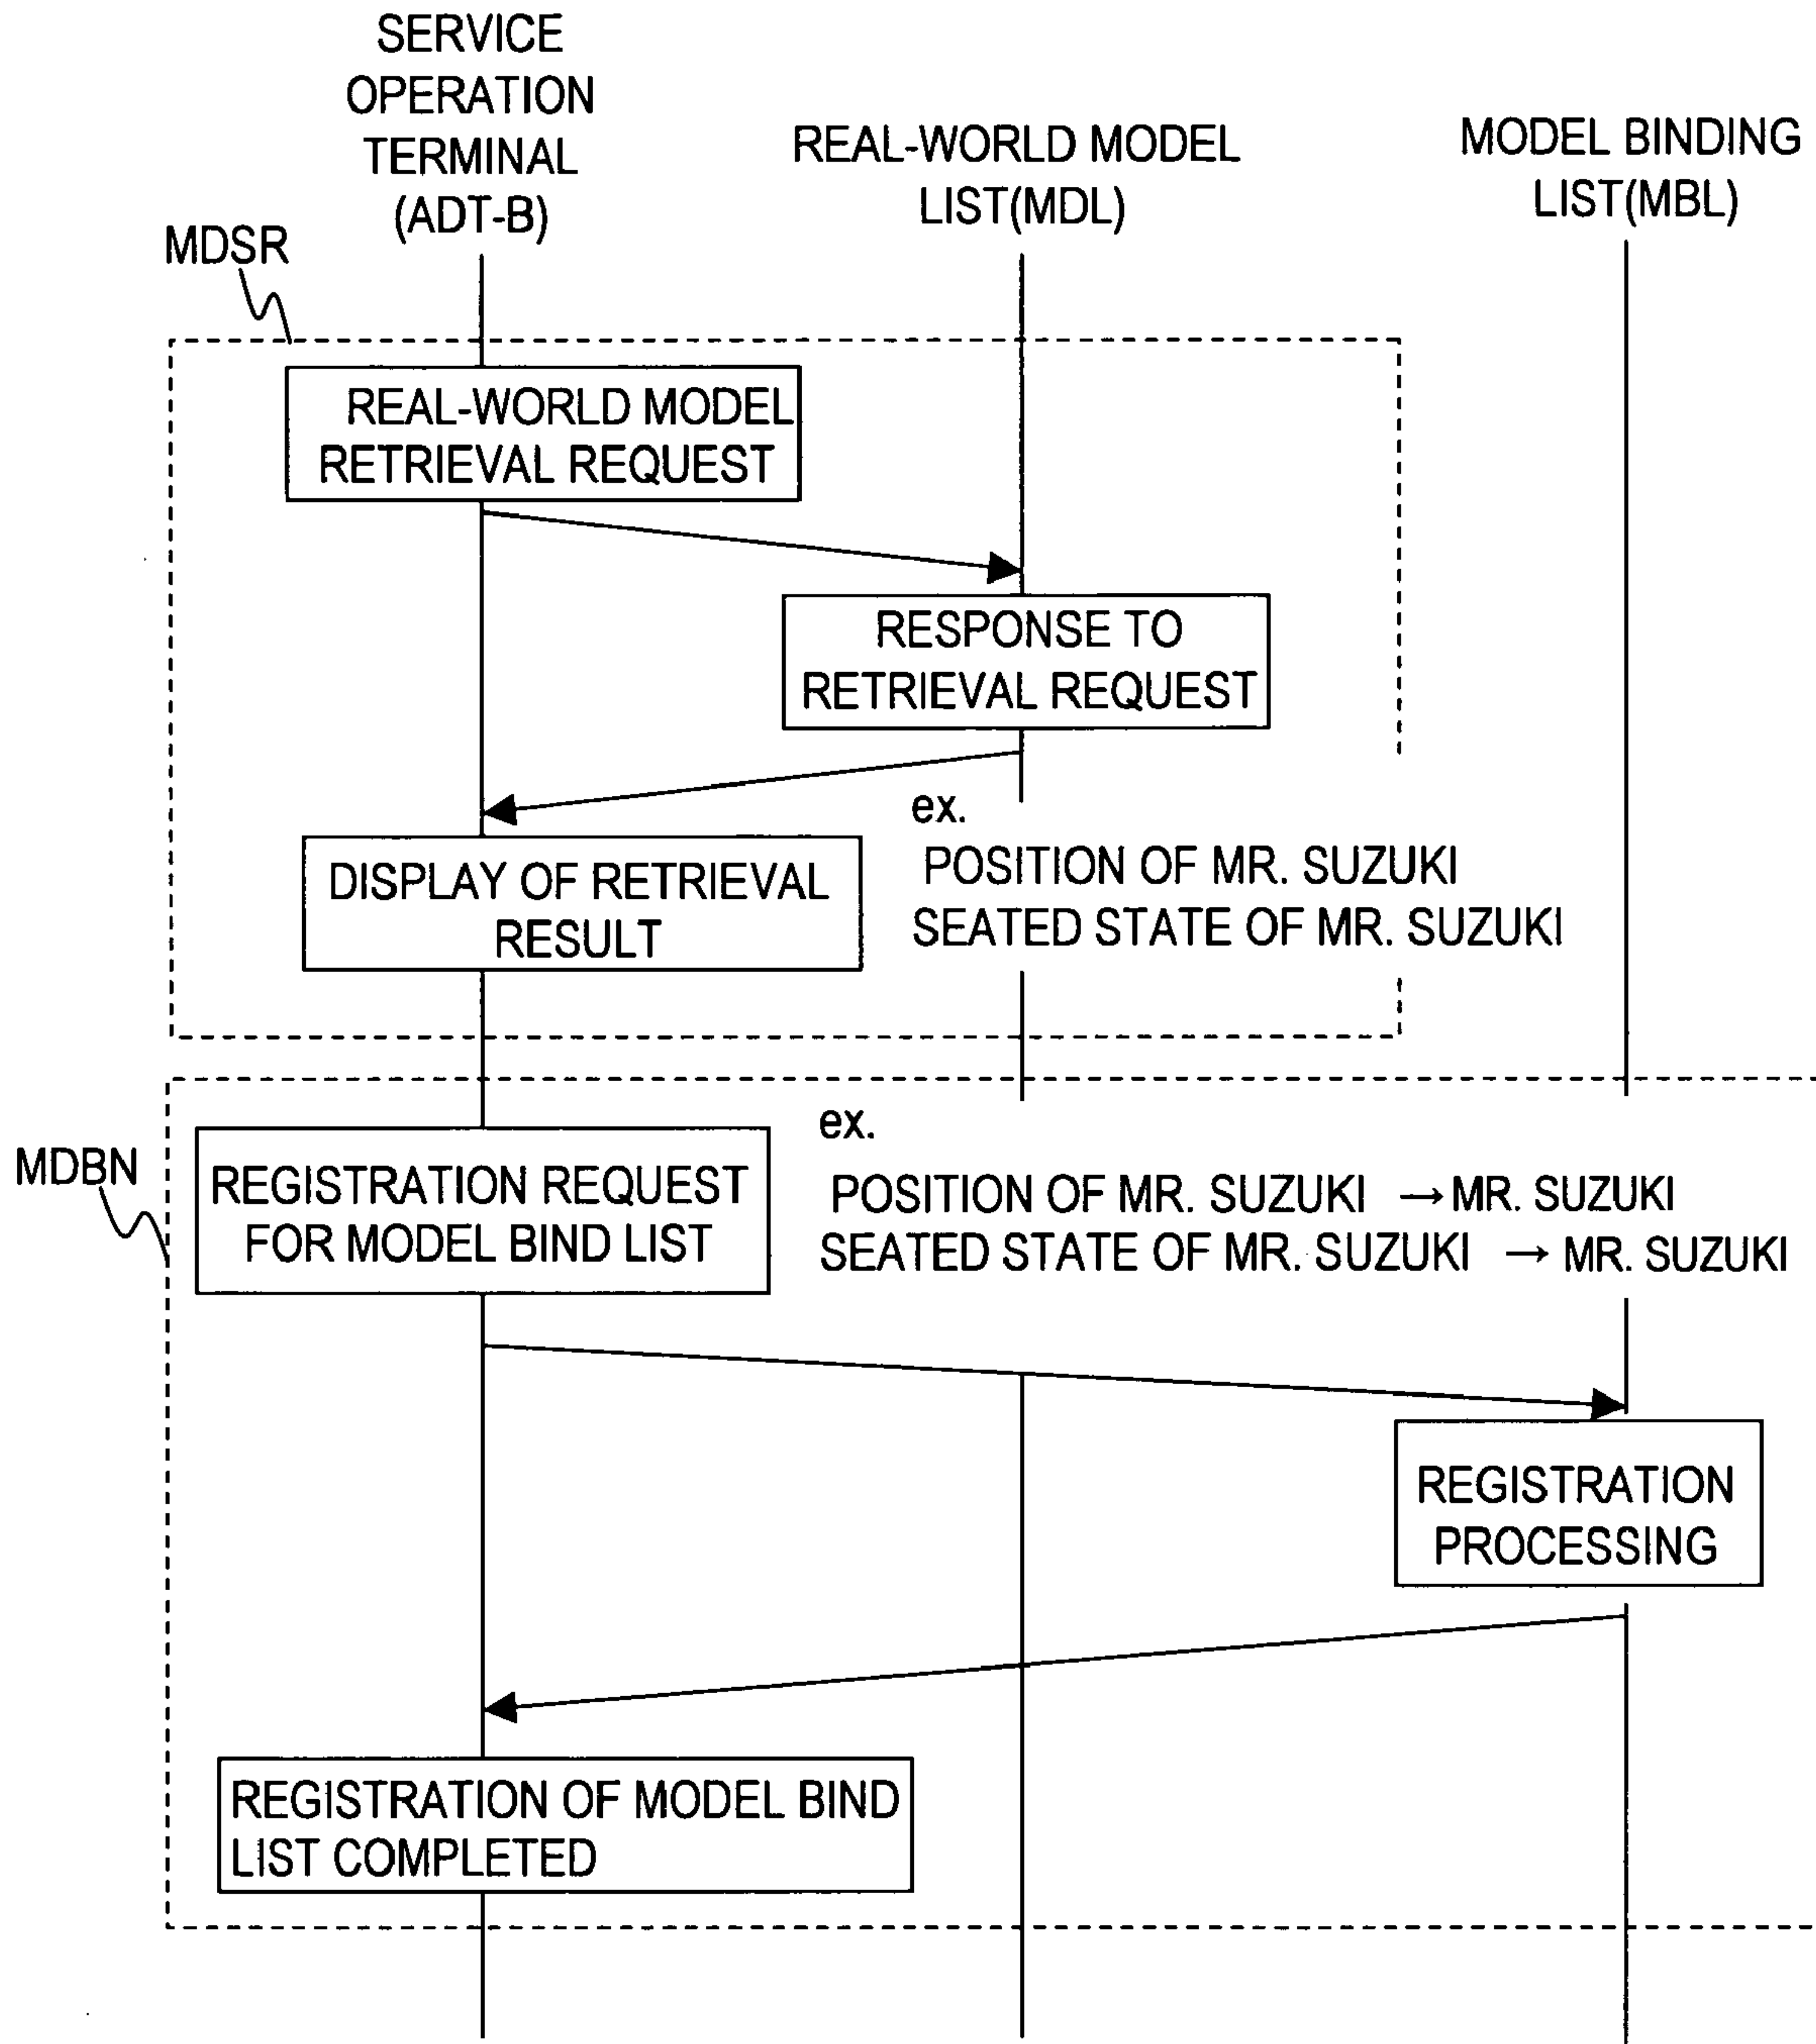 SERVICE
OPERATION
TERMINAL
(ADT-B)
REAL-WORLD MODEL
LIST(MDL)
MODEL BINDING
LIST(MBL)
MDSR
REAL-WORLD MODEL
RETRIEVAL REQUEST
RESPONSE TO
RETRIEVAL REQUEST
DISPLAY OF RETRIEVAL
RESULT
ex.
POSITION OF MR. SUZUKI
SEATED STATE OF MR. SUZUKI
MDBN
REGISTRATION REQUEST
FOR MODEL BIND LIST
ex.
POSITION OF MR. SUZUKI → MR. SUZUKI
SEATED STATE OF MR. SUZUKI → MR. SUZUKI
REGISTRATION
PROCESSING
REGISTRATION OF MODEL BIND
LIST COMPLETED